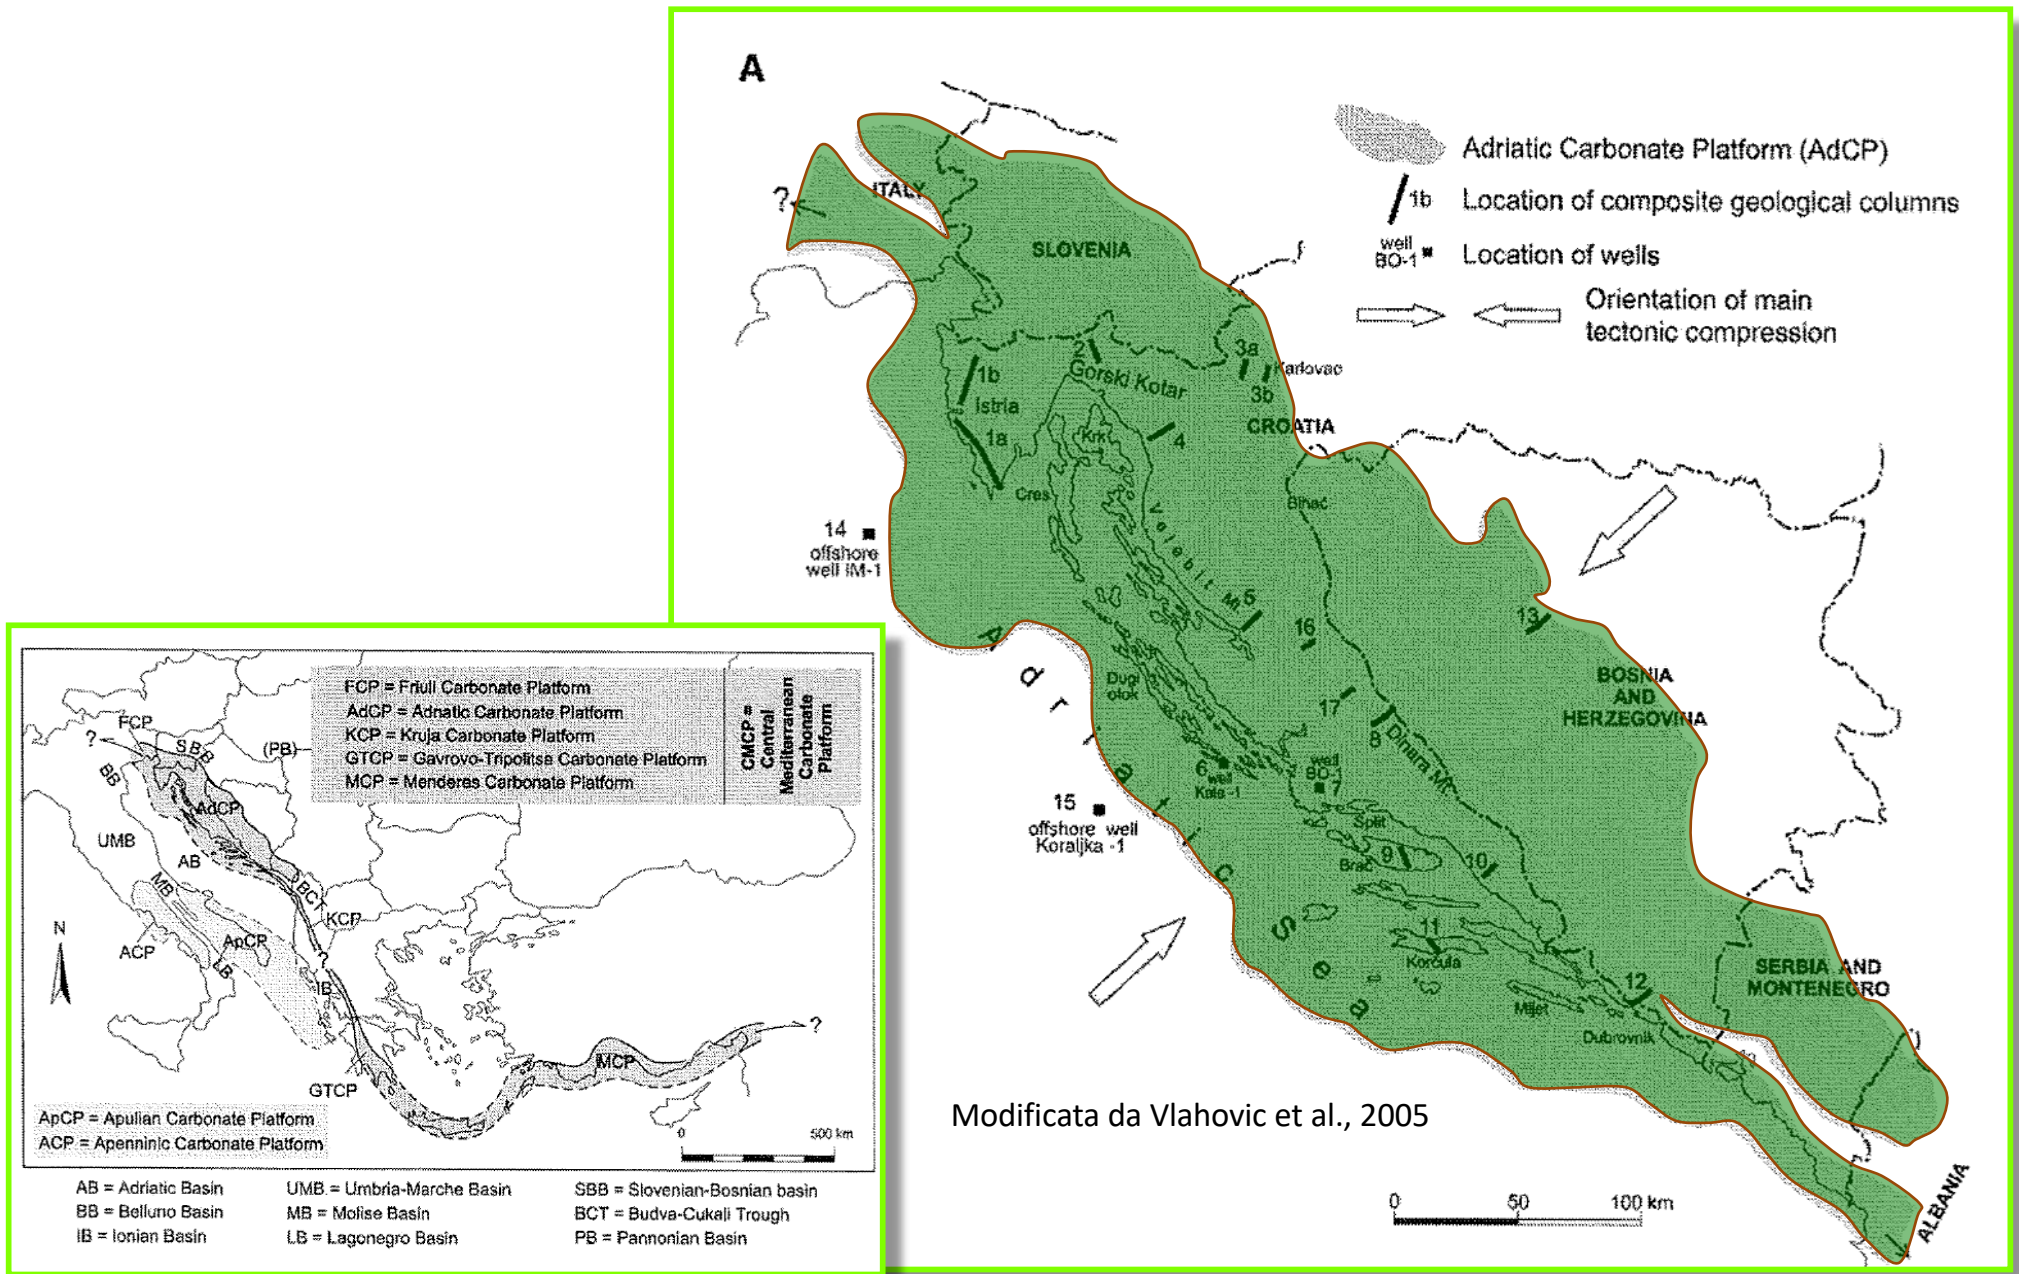 A
Adriatic Carbonate Platform (AdCP)
1b Location of composite geological columns
well
BO-1 Location of wells
Orientation of main
tectonic compression
?
ITALY
SLOVENIA
2
Gorski Kotar
3a
Karlovac
3b
1b
Istria
1a
CROATIA
Krk
4
Cres
Bihać
14
offshore
well IM-1
Velebit Mt.
5
16
13
Adriatic Sea
Dugi
otok
17
8
Dinara Mt.
BOSNIA
AND
HERZEGOVINA
6
well
Kate-1
well
BO-1
7
15
offshore well
Koraljka -1
Split
9
Brač
10
11
Korčula
12
Mljet
Dubrovnik
SERBIA AND
MONTENEGRO
ALBANIA
Modificata da Vlahovic et al., 2005
0 50 100 km
FCP = Friuli Carbonate Platform
AdCP = Adriatic Carbonate Platform
KCP = Kruja Carbonate Platform
GTCP = Gavrovo-Tripolitsa Carbonate Platform
MCP = Menderes Carbonate Platform
CMCP =
Central
Mediterranean
Carbonate
Platform
FCP
?
SBB
(PB)
BB
AdCP
UMB
AB
MB
BCT
KCP
ACP
ApCP
LB
?
IB
N
GTCP
MCP
?
ApCP = Apulian Carbonate Platform
ACP = Apenninic Carbonate Platform
0 500 km
AB = Adriatic Basin
BB = Belluno Basin
IB = Ionian Basin
UMB = Umbria-Marche Basin
MB = Molise Basin
LB = Lagonegro Basin
SBB = Slovenian-Bosnian basin
BCT = Budva-Cukali Trough
PB = Pannonian Basin